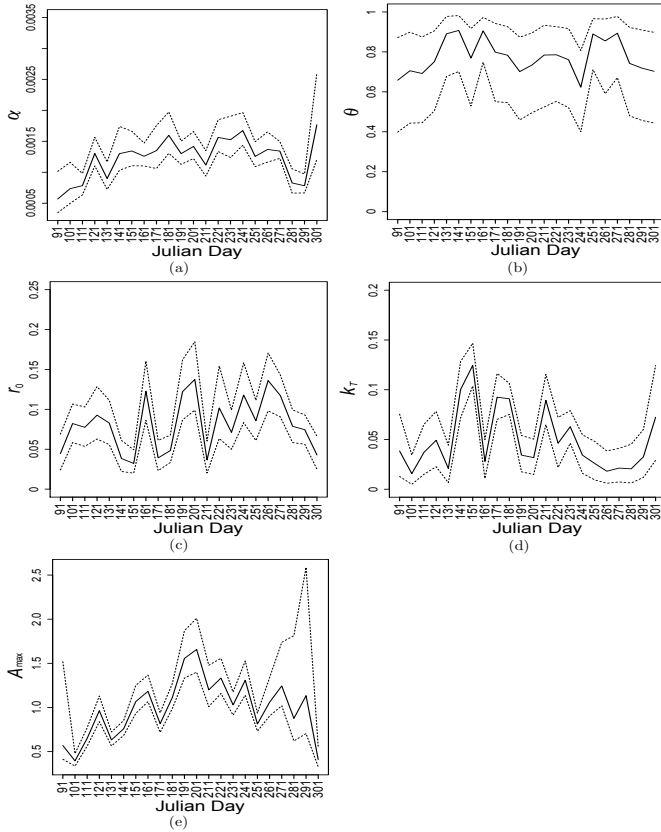 0.0035
0.0025
0.0015
0.0005
α
91 101 111 121 131 141 151 161 171 181 191 201 211 221 231 241 251 261 271 281 291 301
Julian Day
(a)
1
0.8
0.6
0.4
0.2
0
θ
91 101 111 121 131 141 151 161 171 181 191 201 211 221 231 241 251 261 271 281 291 301
Julian Day
(b)
0.25
0.2
0.15
0.10
0.05
0
r0
91 101 111 121 131 141 151 161 171 181 191 201 211 221 231 241 251 261 271 281 291 301
Julian Day
(c)
0.2
0.15
0.1
0.05
0
kT
91 101 111 121 131 141 151 161 171 181 191 201 211 221 231 241 251 261 271 281 291 301
Julian Day
(d)
2.5
2.0
1.5
1.0
0.5
Amax
91 101 111 121 131 141 151 161 171 181 191 201 211 221 231 241 251 261 271 281 291 301
Julian Day
(e)